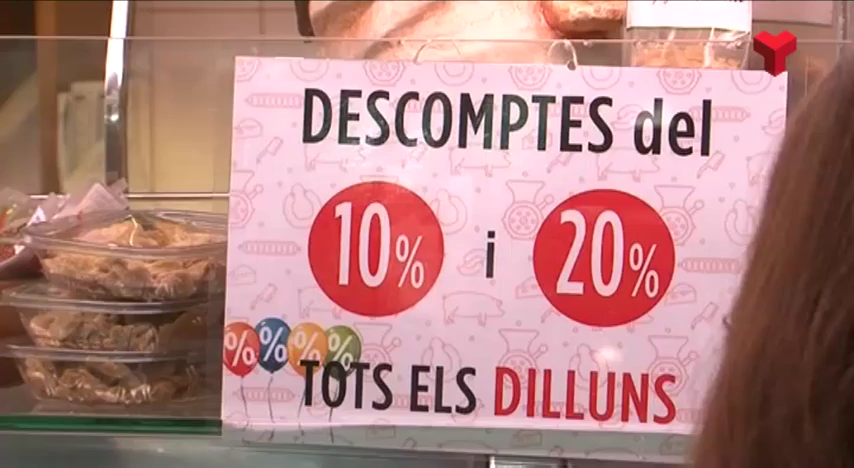 DESCOMPTES del
10% i 20%
% % % %
TOTS ELS DILLUNS